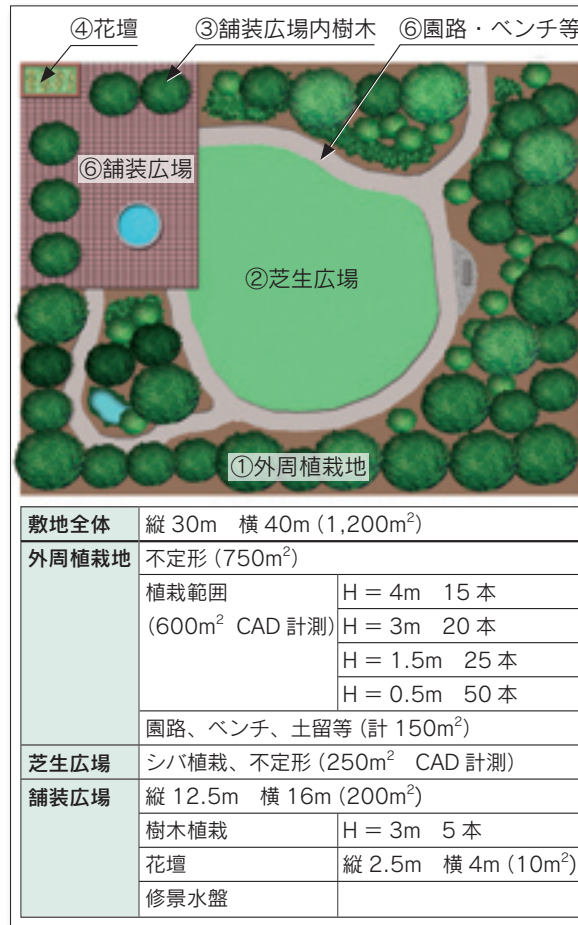 ④花壇 ③舗装広場内樹木 ⑥園路・ベンチ等
⑥舗装広場
②芝生広場
①外周植栽地
敷地全体 縦 30m 横 40m (1,200m²)
外周植栽地 不定形 (750m²)
植栽範囲 H = 4m 15 本
(600m² CAD 計測) H = 3m 20 本
H = 1.5m 25 本
H = 0.5m 50 本
園路、ベンチ、土留等 (計 150m²)
芝生広場 シバ植栽、不定形 (250m² CAD 計測)
舗装広場 縦 12.5m 横 16m (200m²)
樹木植栽 H = 3m 5 本
花壇 縦 2.5m 横 4m (10m²)
修景水盤